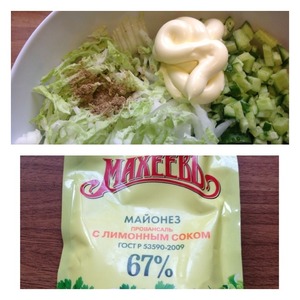 МАХЕЕВЪ
МАЙОНЕЗ
ПРОВАНСАЛЬ
С ЛИМОННЫМ СОКОМ
ГОСТ Р 53590-2009
67%